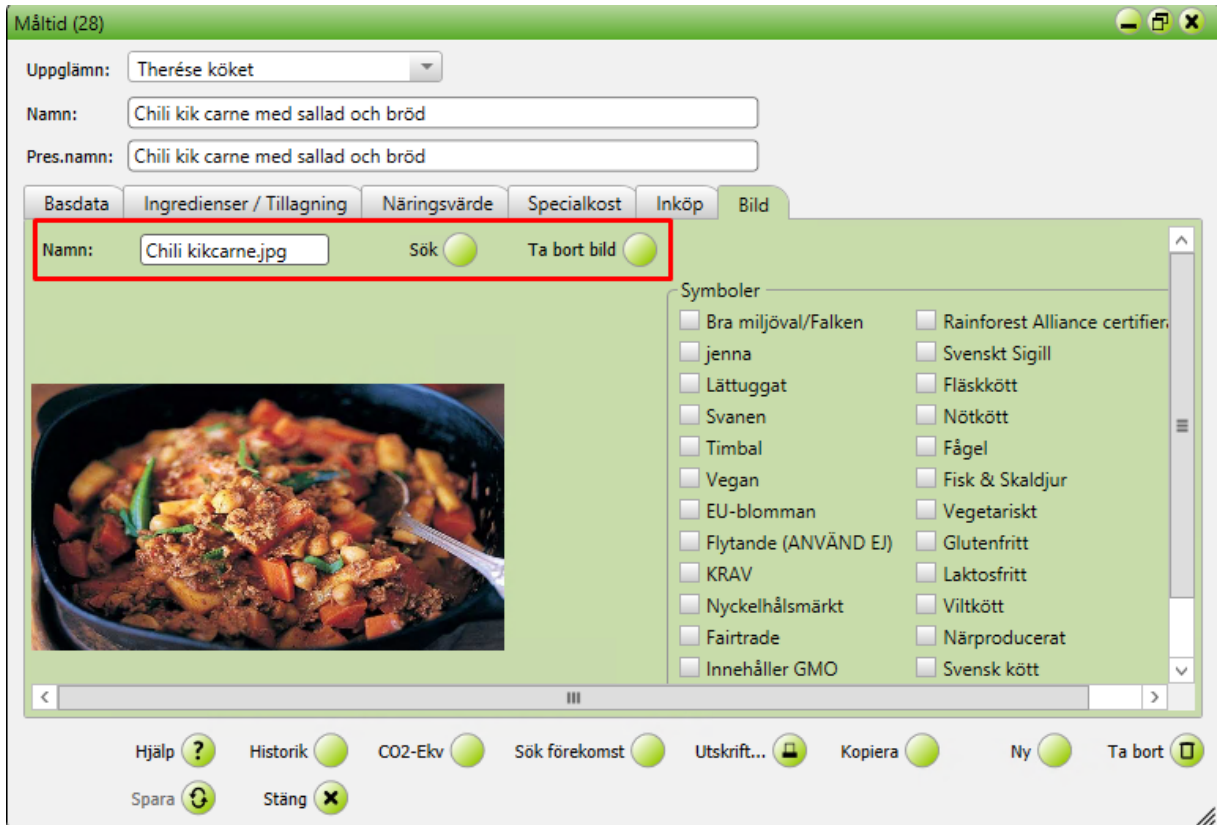 Måltid (28)
Uppglämn: Therése köket
Namn: Chili kik carne med sallad och bröd
Pres.namn: Chili kik carne med sallad och bröd
Basdata Ingredienser / Tillagning Näringsvärde Specialkost Inköp Bild
Namn: Chili kikcarne.jpg Sök Ta bort bild
Symboler
Bra miljöval/Falken Rainforest Alliance certifier
jenna Svenskt Sigill
Lättuggat Fläskkött
Svanen Nötkött
Timbal Fågel
Vegan Fisk & Skaldjur
EU-blomman Vegetariskt
Flytande (ANVÄND EJ) Glutenfritt
KRAV Laktosfritt
Nyckelhålsmärkt Viltkött
Fairtrade Närproducerat
Innehåller GMO Svensk kött
Hjälp ? Historik CO2-Ekv Sök förekomst Utskrift... Kopiera Ny Ta bort
Spara Stäng